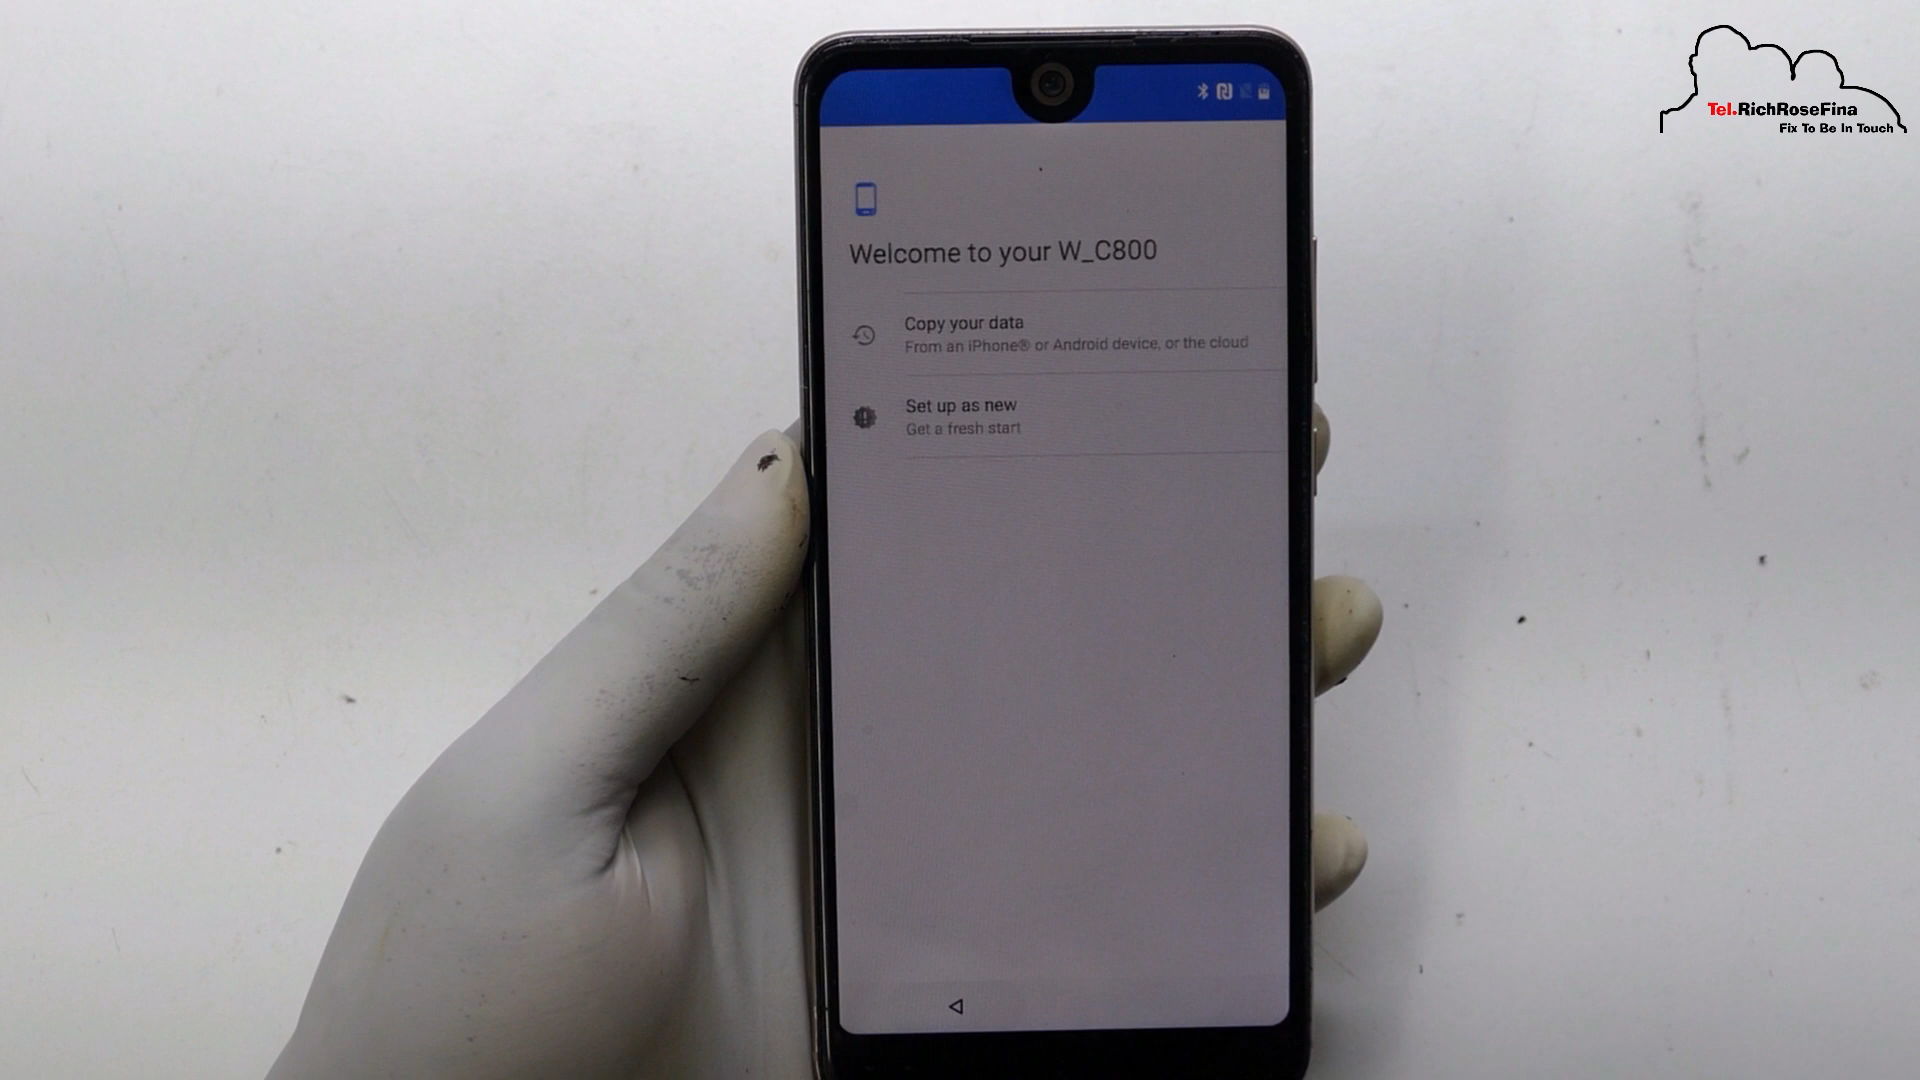 Tel.RichRoseFina
Fix To Be In Touch
Welcome to your W_C800
Copy your data
From an iPhone® or Android device, or the cloud
Set up as new
Get a fresh start